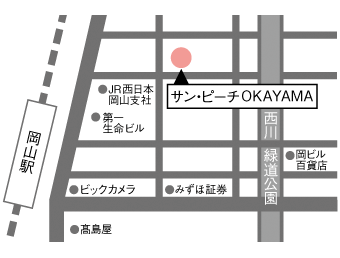 サン・ピーチOKAYAMA
JR西日本
岡山支社
第一
生命ビル
岡山駅
西川
緑道公園
岡ビル
百貨店
ビックカメラ
みずほ証券
髙島屋